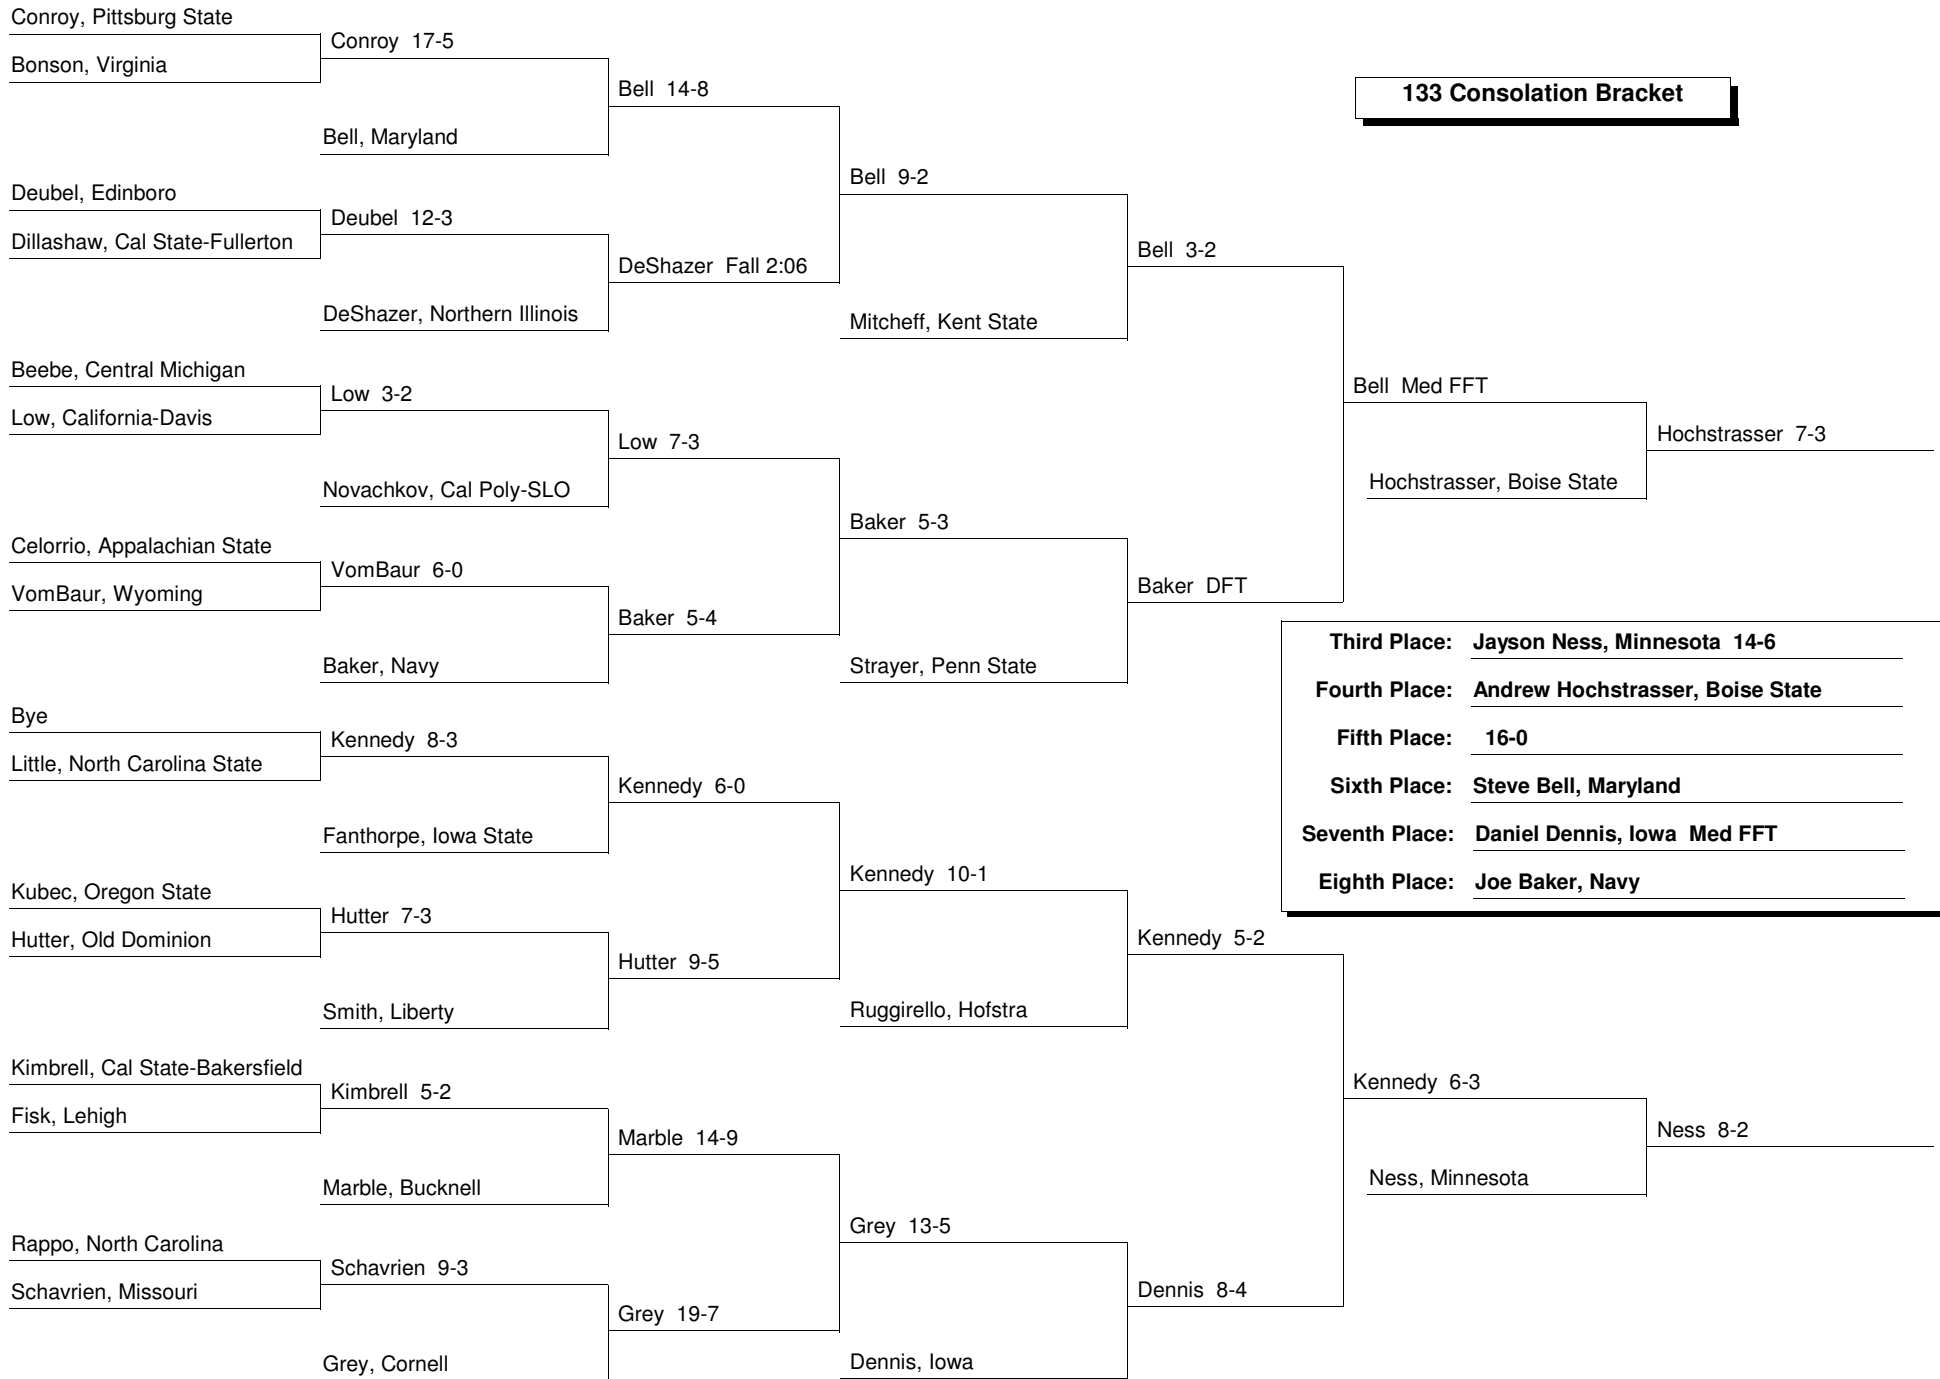 Conroy, Pittsburg State
Conroy 17-5
Bonson, Virginia
Bell 14-8
133 Consolation Bracket
Bell, Maryland
Bell 9-2
Deubel, Edinboro
Deubel 12-3
Dillashaw, Cal State-Fullerton
Bell 3-2
DeShazer Fall 2:06
DeShazer, Northern Illinois
Mitcheff, Kent State
Beebe, Central Michigan
Bell Med FFT
Low 3-2
Low, California-Davis
Hochstrasser 7-3
Low 7-3
Hochstrasser, Boise State
Novachkov, Cal Poly-SLO
Baker 5-3
Celorrio, Appalachian State
VomBaur 6-0
Baker DFT
VomBaur, Wyoming
Baker 5-4
Third Place: Jayson Ness, Minnesota 14-6
Baker, Navy
Strayer, Penn State
Fourth Place: Andrew Hochstrasser, Boise State
Bye
Kennedy 8-3
Fifth Place: 16-0
Little, North Carolina State
Kennedy 6-0
Sixth Place: Steve Bell, Maryland
Fanthorpe, Iowa State
Seventh Place: Daniel Dennis, Iowa Med FFT
Kennedy 10-1
Eighth Place: Joe Baker, Navy
Kubec, Oregon State
Hutter 7-3
Hutter, Old Dominion
Kennedy 5-2
Hutter 9-5
Smith, Liberty
Ruggirello, Hofstra
Kimbrell, Cal State-Bakersfield
Kennedy 6-3
Kimbrell 5-2
Fisk, Lehigh
Ness 8-2
Marble 14-9
Ness, Minnesota
Marble, Bucknell
Grey 13-5
Rappo, North Carolina
Schavrien 9-3
Dennis 8-4
Schavrien, Missouri
Grey 19-7
Grey, Cornell
Dennis, Iowa